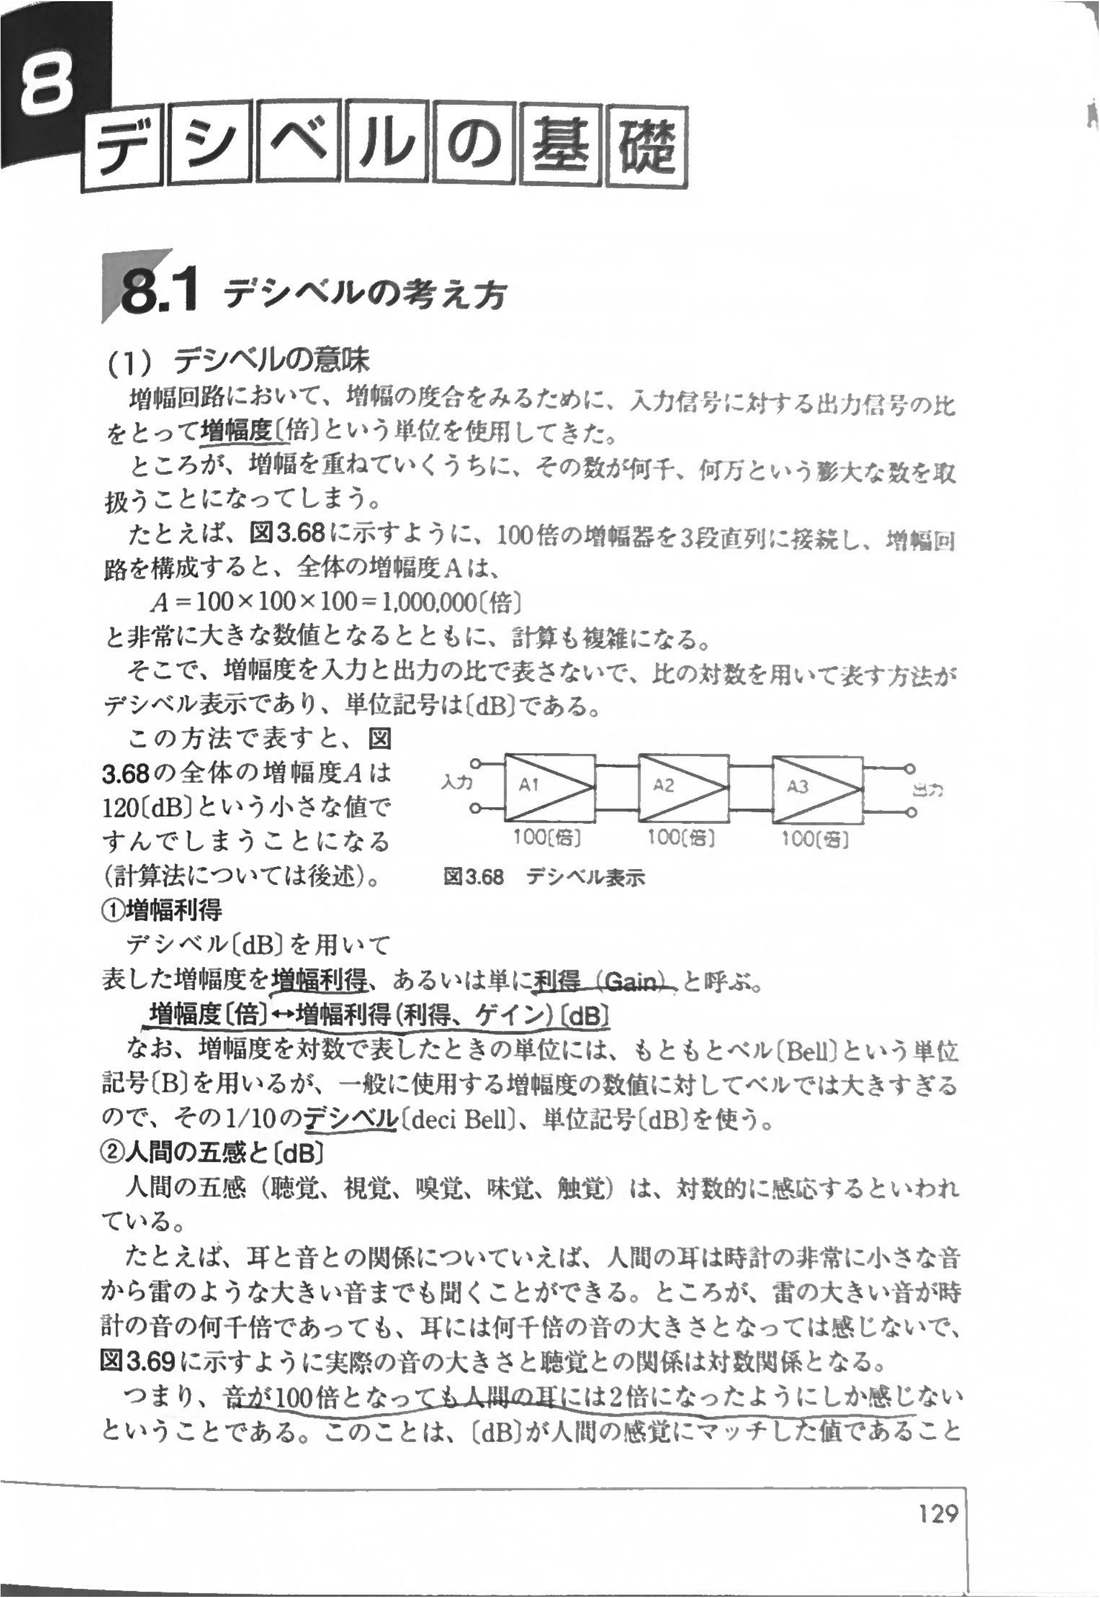 8
デシベルの基礎
8.1 デシベルの考え方
(1) デシベルの意味
増幅回路において、増幅の度合をみるために、入力信号に対する出力信号の比
をとって増幅度〔倍〕という単位を使用してきた。
ところが、増幅を重ねていくうちに、その数が何千、何万という膨大な数を取
扱うことになってしまう。
たとえば、図3.68に示すように、100倍の増幅器を3段直列に接続し、増幅回
路を構成すると、全体の増幅度Aは、
A=100×100×100=1,000,000〔倍〕
と非常に大きな数値となるとともに、計算も複雑になる。
そこで、増幅度を入力と出力の比で表さないで、比の対数を用いて表す方法が
デシベル表示であり、単位記号は〔dB〕である。
この方法で表すと、図
3.68の全体の増幅度Aは
120〔dB〕という小さな値で
すんでしまうことになる
(計算法については後述)。
入力 A1 A2 A3 出力
100〔倍〕 100〔倍〕 100〔倍〕
図3.68 デシベル表示
①増幅利得
デシベル〔dB〕を用いて
表した増幅度を増幅利得、あるいは単に利得(Gain)と呼ぶ。
増幅度〔倍〕↔増幅利得(利得、ゲイン)〔dB〕
なお、増幅度を対数で表したときの単位には、もともとベル〔Bell〕という単位
記号〔B〕を用いるが、一般に使用する増幅度の数値に対してベルでは大きすぎる
ので、その1/10のデシベル〔deci Bell〕、単位記号〔dB〕を使う。
②人間の五感と〔dB〕
人間の五感(聴覚、視覚、嗅覚、味覚、触覚)は、対数的に感応するといわれ
ている。
たとえば、耳と音との関係についていえば、人間の耳は時計の非常に小さな音
から雷のような大きい音までも聞くことができる。ところが、雷の大きい音が時
計の音の何千倍であっても、耳には何千倍の音の大きさとなっては感じないで、
図3.69に示すように実際の音の大きさと聴覚との関係は対数関係となる。
つまり、音が100倍となっても人間の耳には2倍になったようにしか感じない
ということである。このことは、〔dB〕が人間の感覚にマッチした値であること
129